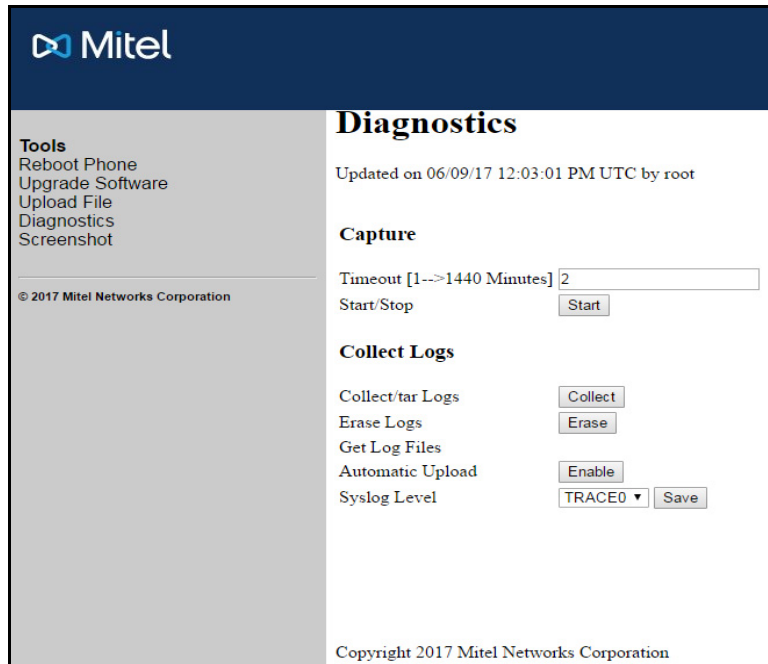 Mitel
Tools
Reboot Phone
Upgrade Software
Upload File
Diagnostics
Screenshot
© 2017 Mitel Networks Corporation
Diagnostics
Updated on 06/09/17 12:03:01 PM UTC by root
Capture
Timeout [1-->1440 Minutes] 2
Start/Stop Start
Collect Logs
Collect/tar Logs Collect
Erase Logs Erase
Get Log Files
Automatic Upload Enable
Syslog Level TRACE0 Save
Copyright 2017 Mitel Networks Corporation